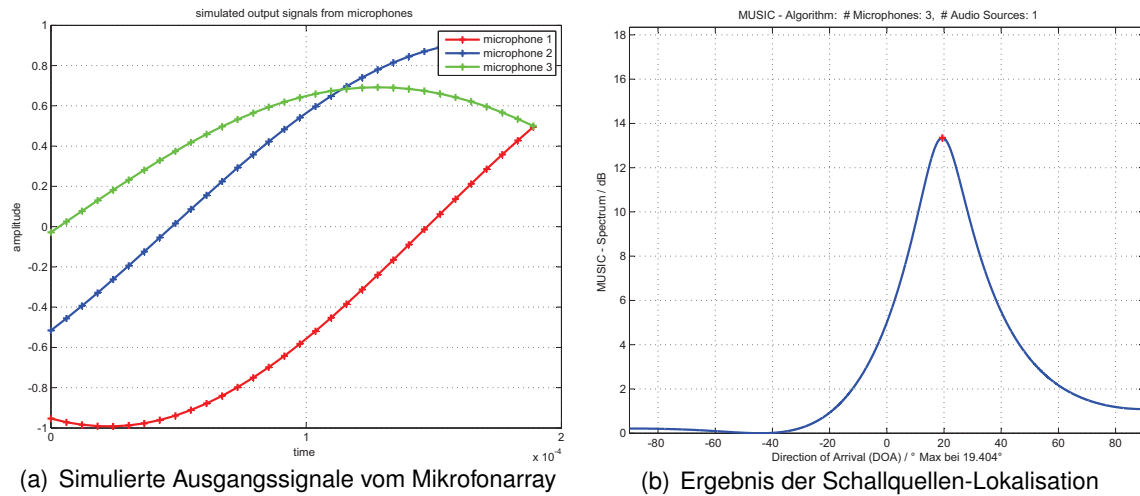 simulated output signals from microphones
1
0.8
0.6
0.4
0.2
0
-0.2
-0.4
-0.6
-0.8
-1
amplitude
microphone 1
microphone 2
microphone 3
0
1
2
time
x 10⁻⁴
(a) Simulierte Ausgangssignale vom Mikrofonarray
MUSIC - Algorithm: # Microphones: 3, # Audio Sources: 1
18
16
14
12
10
8
6
4
2
0
MUSIC - Spectrum / dB
-80
-60
-40
-20
0
20
40
60
80
Direction of Arrival (DOA) / ° Max bei 19.404°
(b) Ergebnis der Schallquellen-Lokalisation